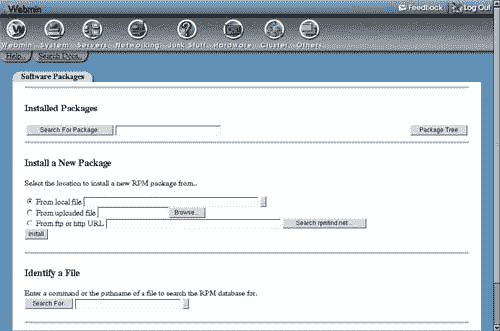 Webmin
Feedback Log Out
Webmin System Servers Networking Junk Stuff Hardware Cluster Others
Help.. Search Docs..
Software Packages
Installed Packages
Search For Package: Package Tree
Install a New Package
Select the location to install a new RPM package from..
From local file
From uploaded file Browse...
From ftp or http URL Search rpmfind.net ..
Install
Identify a File
Enter a command or the pathname of a file to search the RPM database for.
Search For: